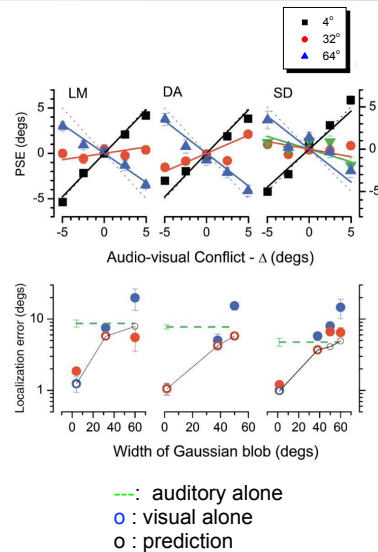 4°
32°
64°
LM DA SD
PSE (degs)
5 0 -5
5 0 -5
-5 0 5 -5 0 5 -5 0 5
Audio-visual Conflict - Δ (degs)
Localization error (degs)
10
1
0 20 40 60 0 20 40 60 0 20 40 60
Width of Gaussian blob (degs)
---: auditory alone
o : visual alone
o : prediction